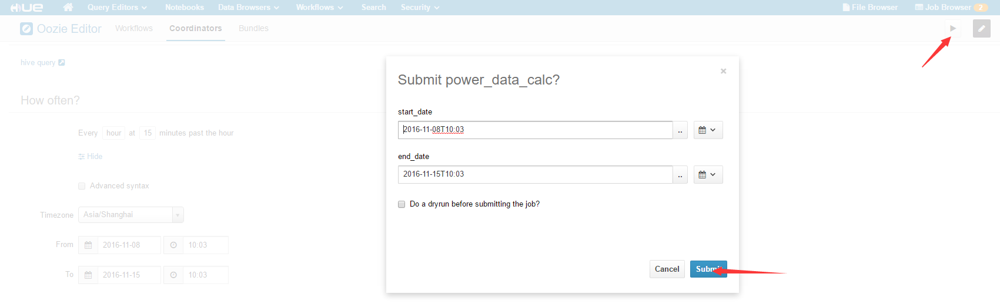 HUE Query Editors Notebooks Data Browsers Workflows Search Security File Browser Job Browser 2
Oozie Editor Workflows Coordinators Bundles
hive query
How often?
Every hour at 15 minutes past the hour
Hide
Advanced syntax
Timezone Asia/Shanghai
From 2016-11-08 10:03
To 2016-11-15 10:03
×
Submit power_data_calc?
start_date
2016-11-08T10:03 ..
end_date
2016-11-15T10:03 ..
Do a dryrun before submitting the job?
Cancel Submit